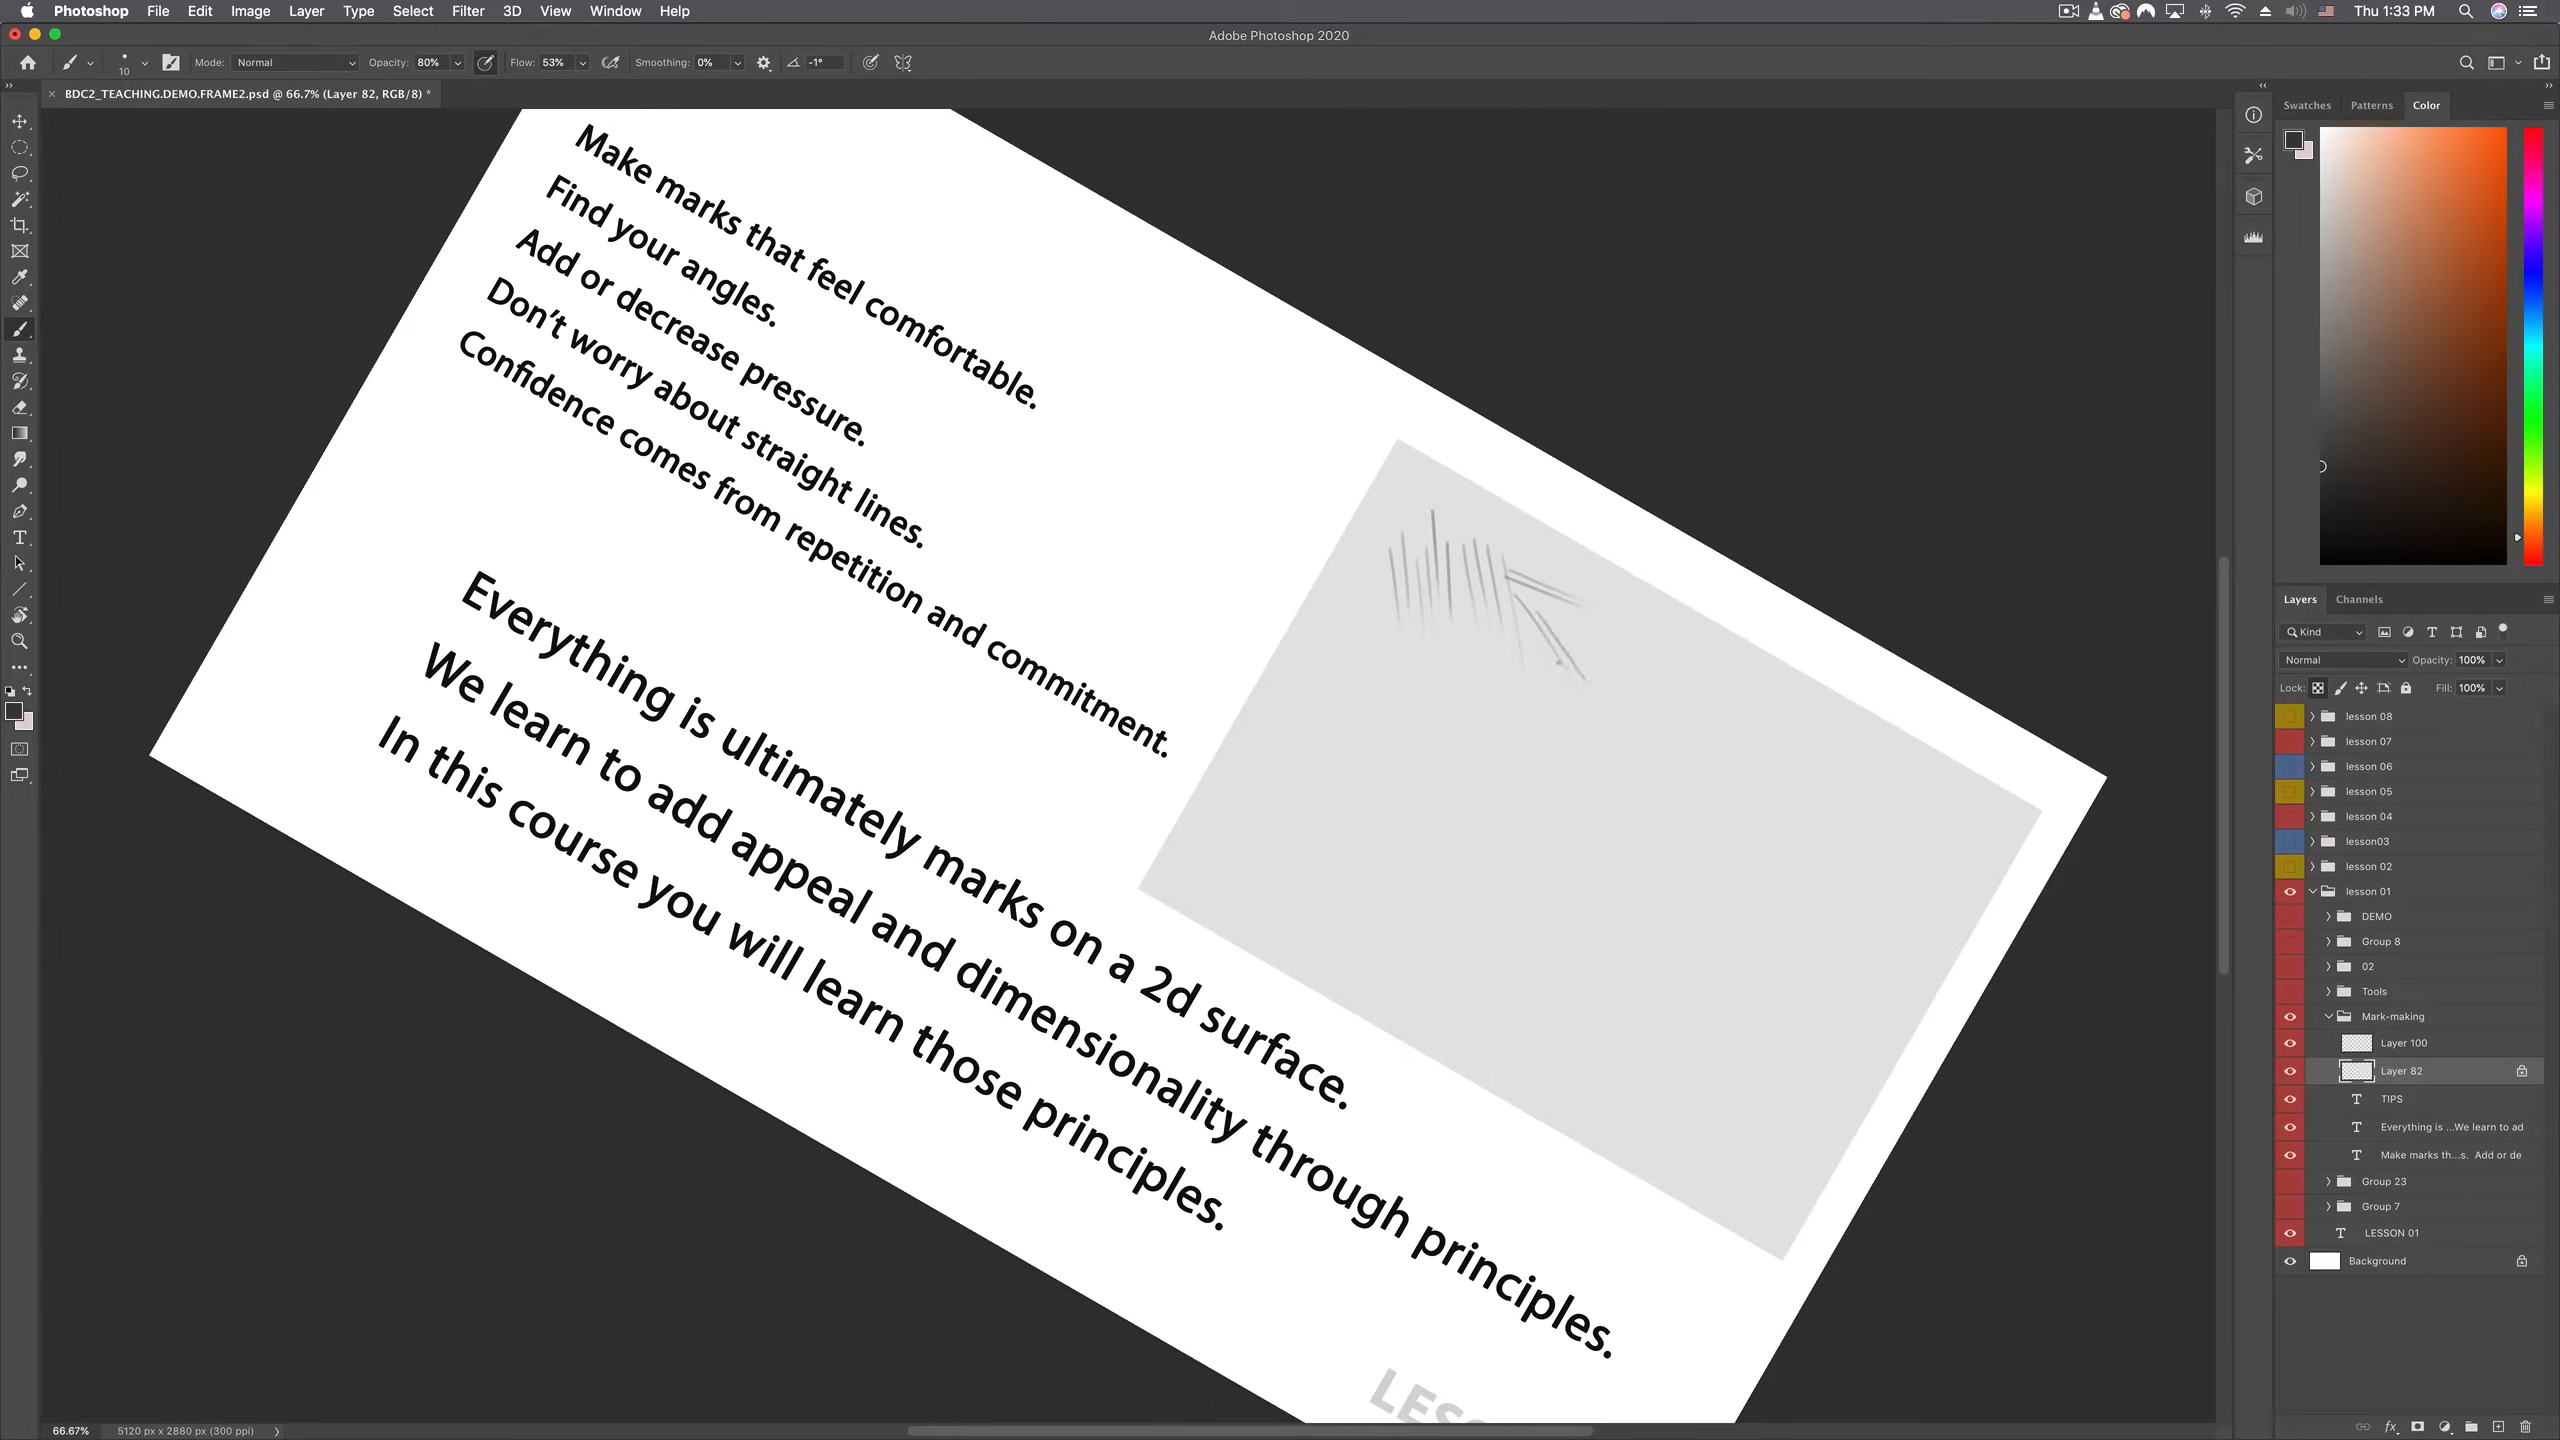 Photoshop File Edit Image Layer Type Select Filter 3D View Window Help Thu 1:33 PM
Adobe Photoshop 2020
10 Mode: Normal Opacity: 80% Flow: 53% Smoothing: 0% -1°
BDC2_TEACHING.DEMO.FRAME2.psd @ 66.7% (Layer 82, RGB/8) *
Make marks that feel comfortable.
Find your angles.
Add or decrease pressure.
Don't worry about straight lines.
Confidence comes from repetition and commitment.
Everything is ultimately marks on a 2d surface.
We learn to add appeal and dimensionality through principles.
In this course you will learn those principles.
Swatches Patterns Color
Layers Channels
Kind
Normal Opacity: 100%
Lock: Fill: 100%
lesson 08
lesson 07
lesson 06
lesson 05
lesson 04
lesson03
lesson 02
lesson 01
DEMO
Group 8
02
Tools
Mark-making
Layer 100
Layer 82
TIPS
Everything is ...We learn to ad
Make marks th...s. Add or de
Group 23
Group 7
LESSON 01
Background
66.67% 5120 px x 2880 px (300 ppi)